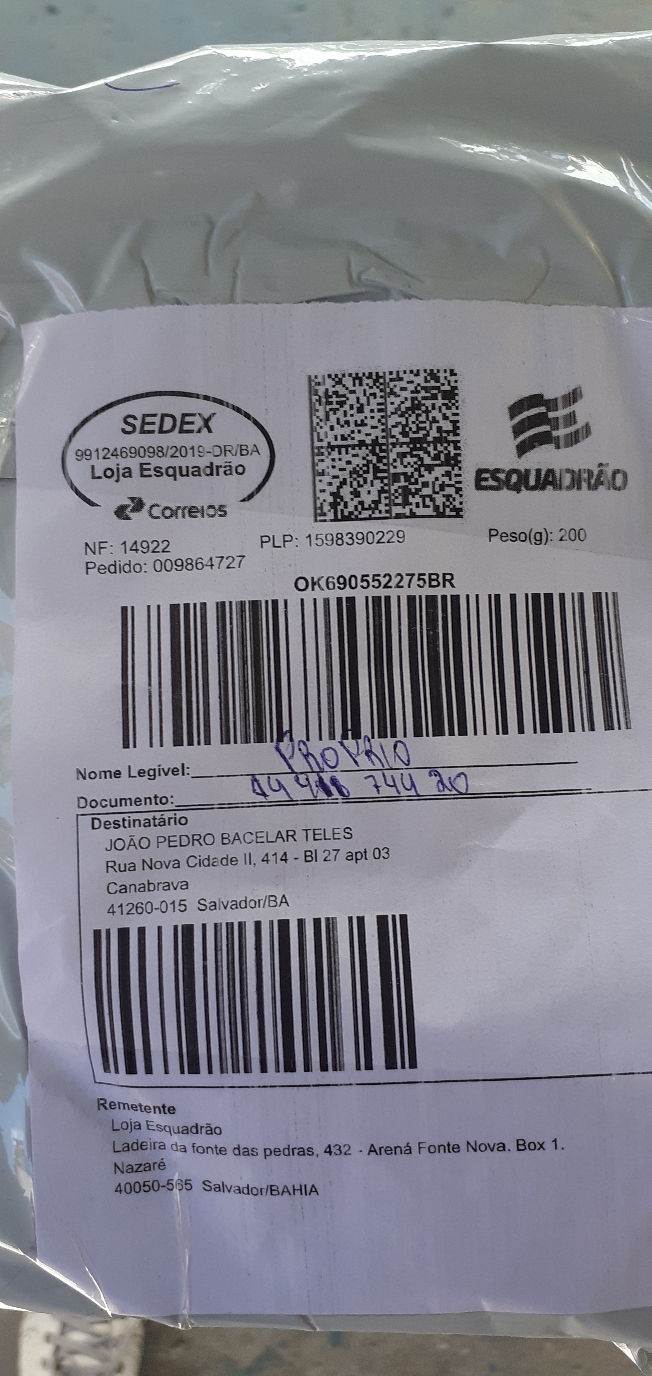 SEDEX
9912469098/2019-DR/BA
Loja Esquadrão
Correios
ESQUADRÃO
NF: 14922
PLP: 1598390229
Peso(g): 200
Pedido: 009864727
OK690552275BR
PROPRIO
Nome Legível:
744 20
Documento:
Destinatário
JOÃO PEDRO BACELAR TELES
Rua Nova Cidade II, 414 - Bl 27 apt 03
Canabrava
41260-015 Salvador/BA
Remetente
Loja Esquadrão
Ladeira da fonte das pedras, 432 - Arená Fonte Nova. Box 1.
Nazaré
40050-565 Salvador/BAHIA